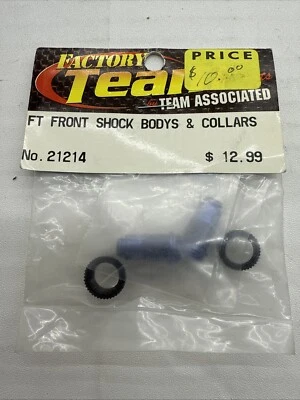 FACTORY
Team
PRICE
$10.00
TEAM ASSOCIATED
FT FRONT SHOCK BODYS & COLLARS
No. 21214
$ 12.99